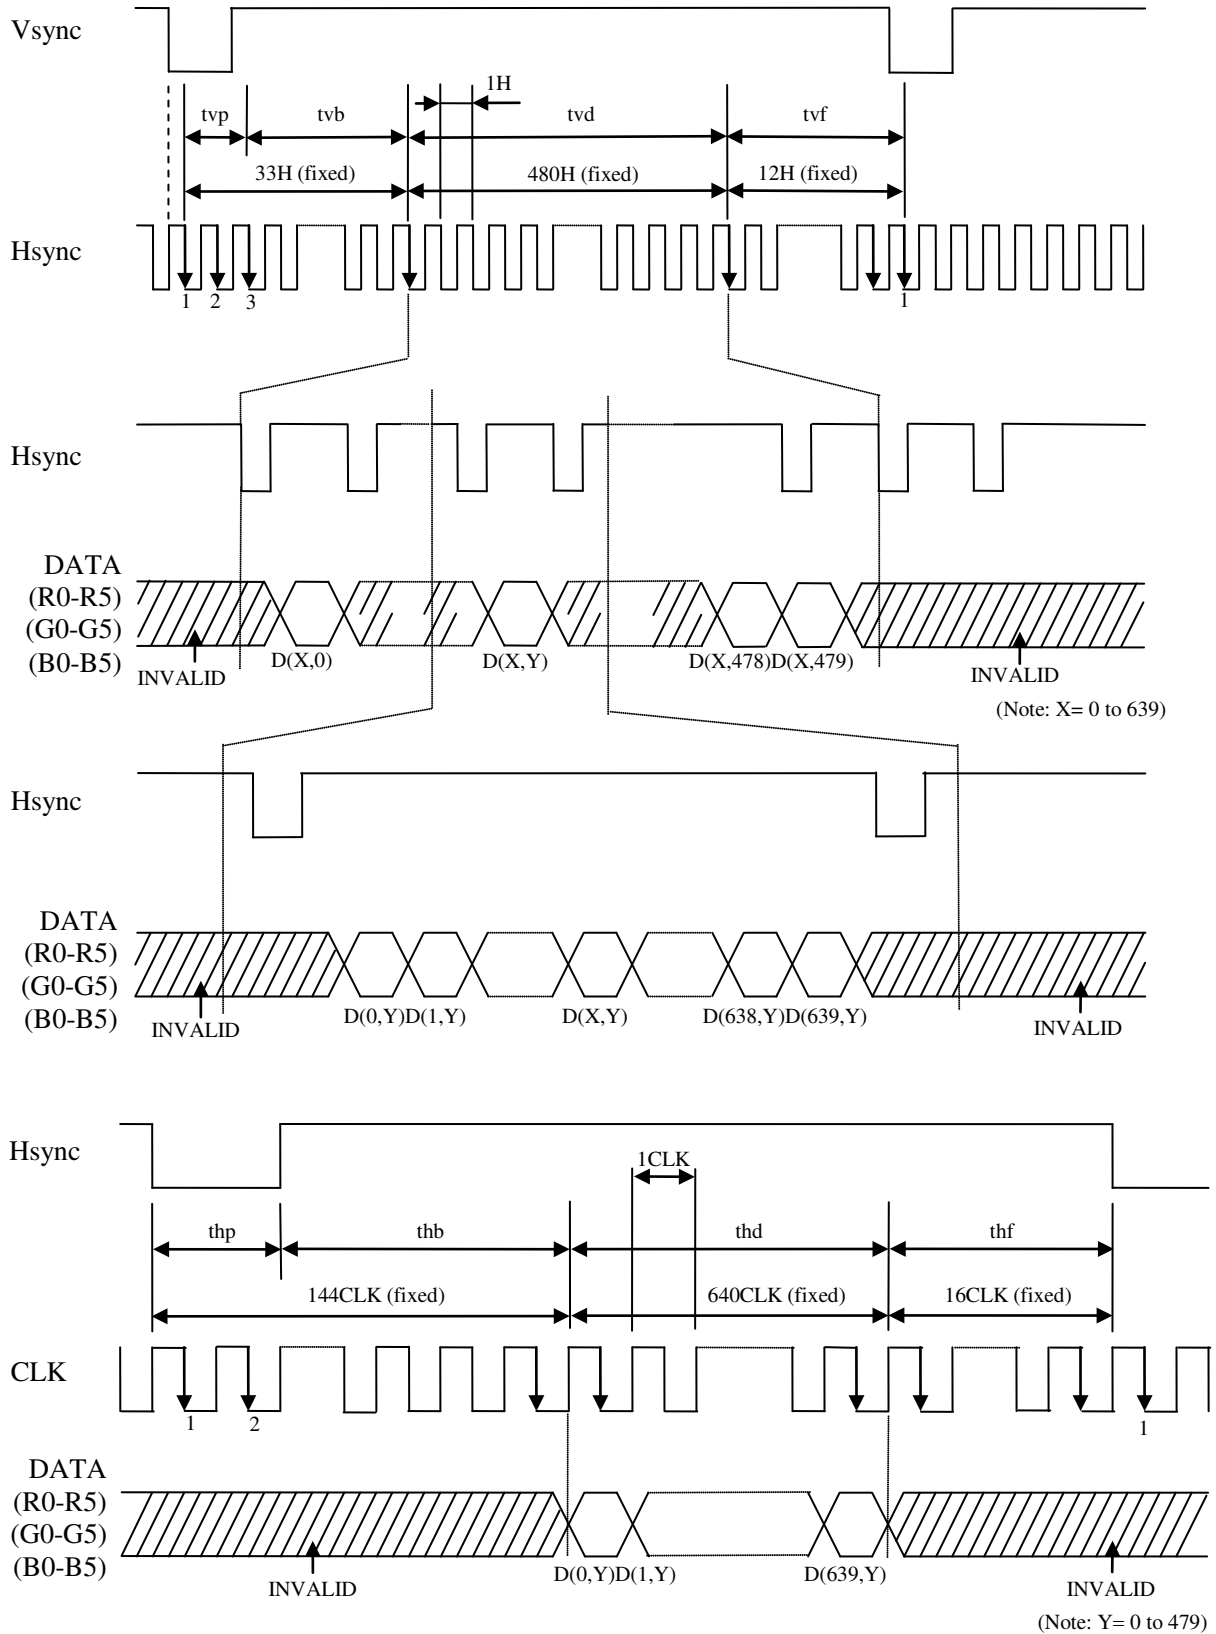 Vsync
1H
tvp
tvb
tvd
tvf
33H (fixed)
480H (fixed)
12H (fixed)
Hsync
1
2
3
1
Hsync
DATA
(R0-R5)
(G0-G5)
(B0-B5)
INVALID
D(X,0)
D(X,Y)
D(X,478)
D(X,479)
INVALID
(Note: X= 0 to 639)
Hsync
DATA
(R0-R5)
(G0-G5)
(B0-B5)
INVALID
D(0,Y)
D(1,Y)
D(X,Y)
D(638,Y)
D(639,Y)
INVALID
Hsync
1CLK
thp
thb
thd
thf
144CLK (fixed)
640CLK (fixed)
16CLK (fixed)
CLK
1
2
1
DATA
(R0-R5)
(G0-G5)
(B0-B5)
INVALID
D(0,Y)
D(1,Y)
D(639,Y)
INVALID
(Note: Y= 0 to 479)